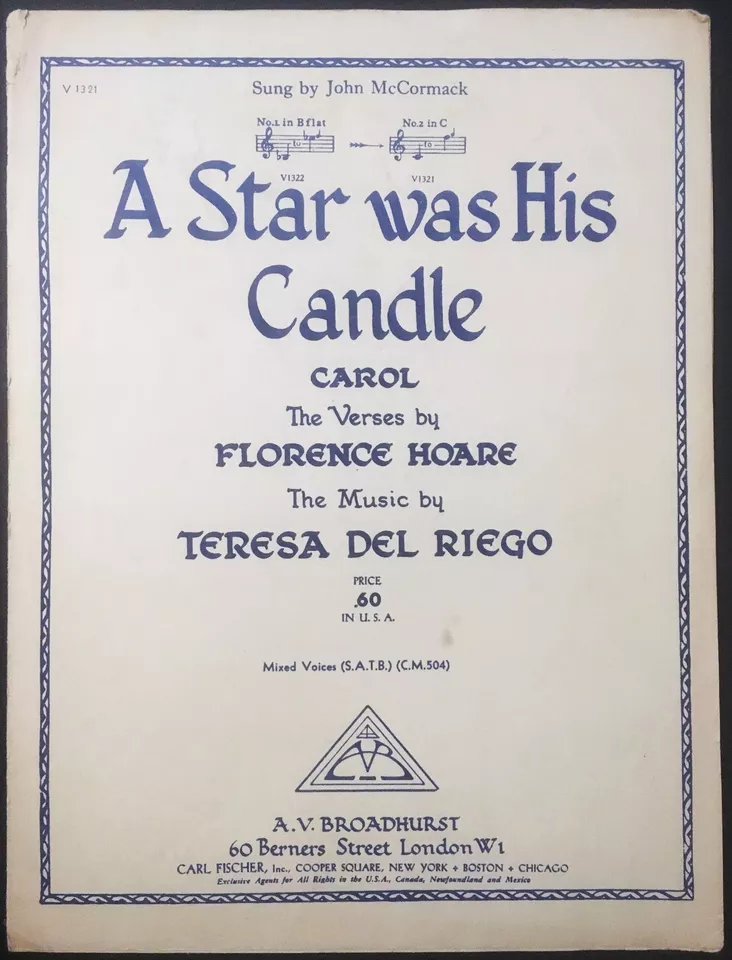 V 1321
Sung by John McCormack
No.1 in B flat No.2 in C
to to
V1322 V1321
A Star was His
Candle
CAROL
The Verses by
FLORENCE HOARE
The Music by
TERESA DEL RIEGO
PRICE
.60
IN U. S. A.
Mixed Voices (S.A.T.B.) (C.M.504)
A.V. BROADHURST
60 Berners Street London W1
CARL FISCHER, Inc., COOPER SQUARE, NEW YORK + BOSTON + CHICAGO
Exclusive Agents for All Rights in the U.S.A., Canada, Newfoundland and Mexico